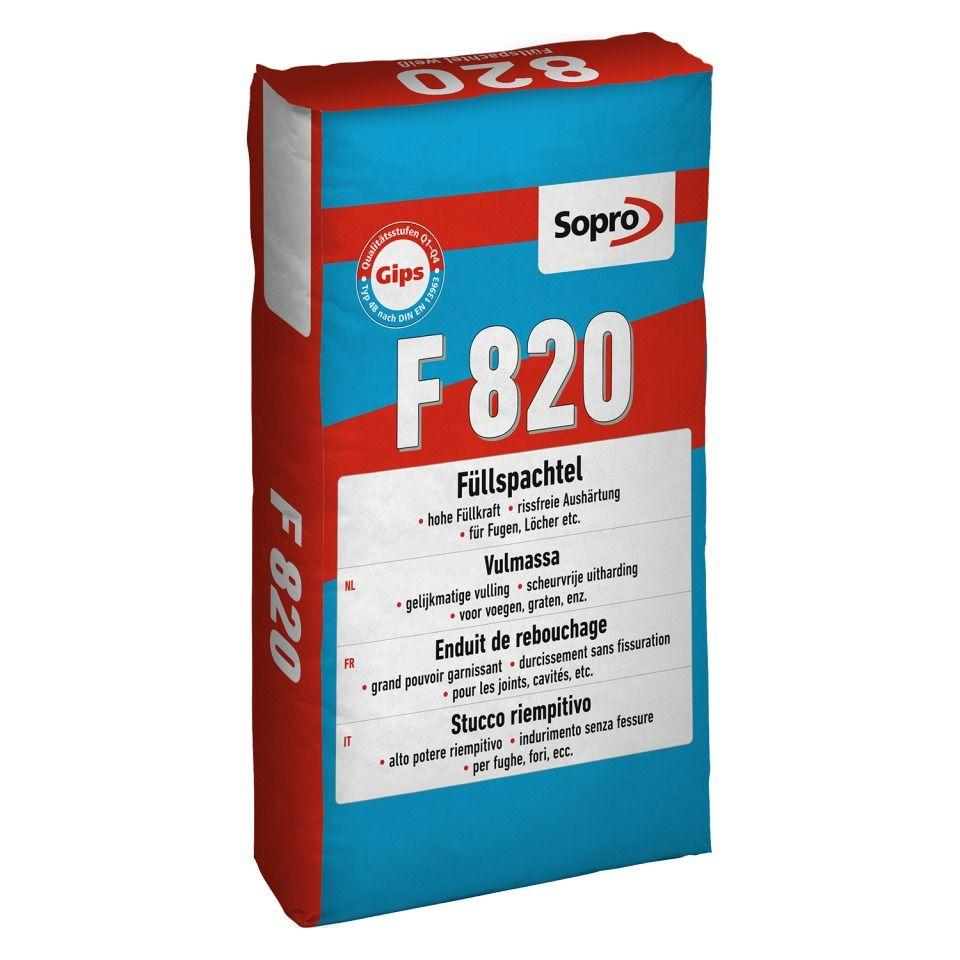 820
Füllspachtel weiß
Sopro
Qualitätsstufen Q1–Q4
Gips
Typ 4B nach DIN EN 13963
F 820
Füllspachtel
• hohe Füllkraft • rissfreie Aushärtung
• für Fugen, Löcher etc.
NL
Vulmassa
• gelijkmatige vulling • scheurvrije uitharding
• voor voegen, graten, enz.
FR
Enduit de rebouchage
• grand pouvoir garnissant • durcissement sans fissuration
• pour les joints, cavités, etc.
IT
Stucco riempitivo
• alto potere riempitivo • indurimento senza fessure
• per fughe, fori, ecc.
F 820